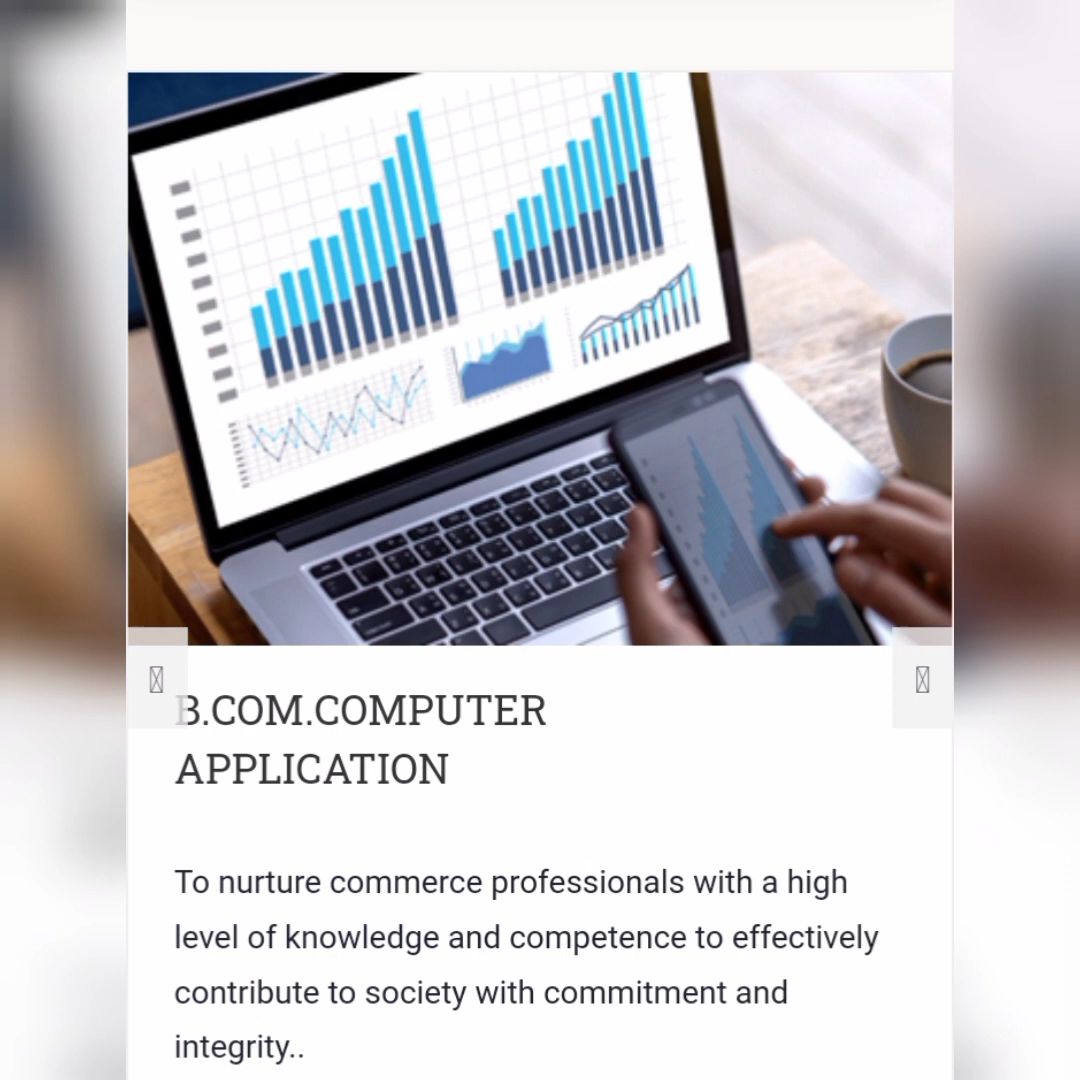 B.COM.COMPUTER
APPLICATION
To nurture commerce professionals with a high
level of knowledge and competence to effectively
contribute to society with commitment and
integrity..